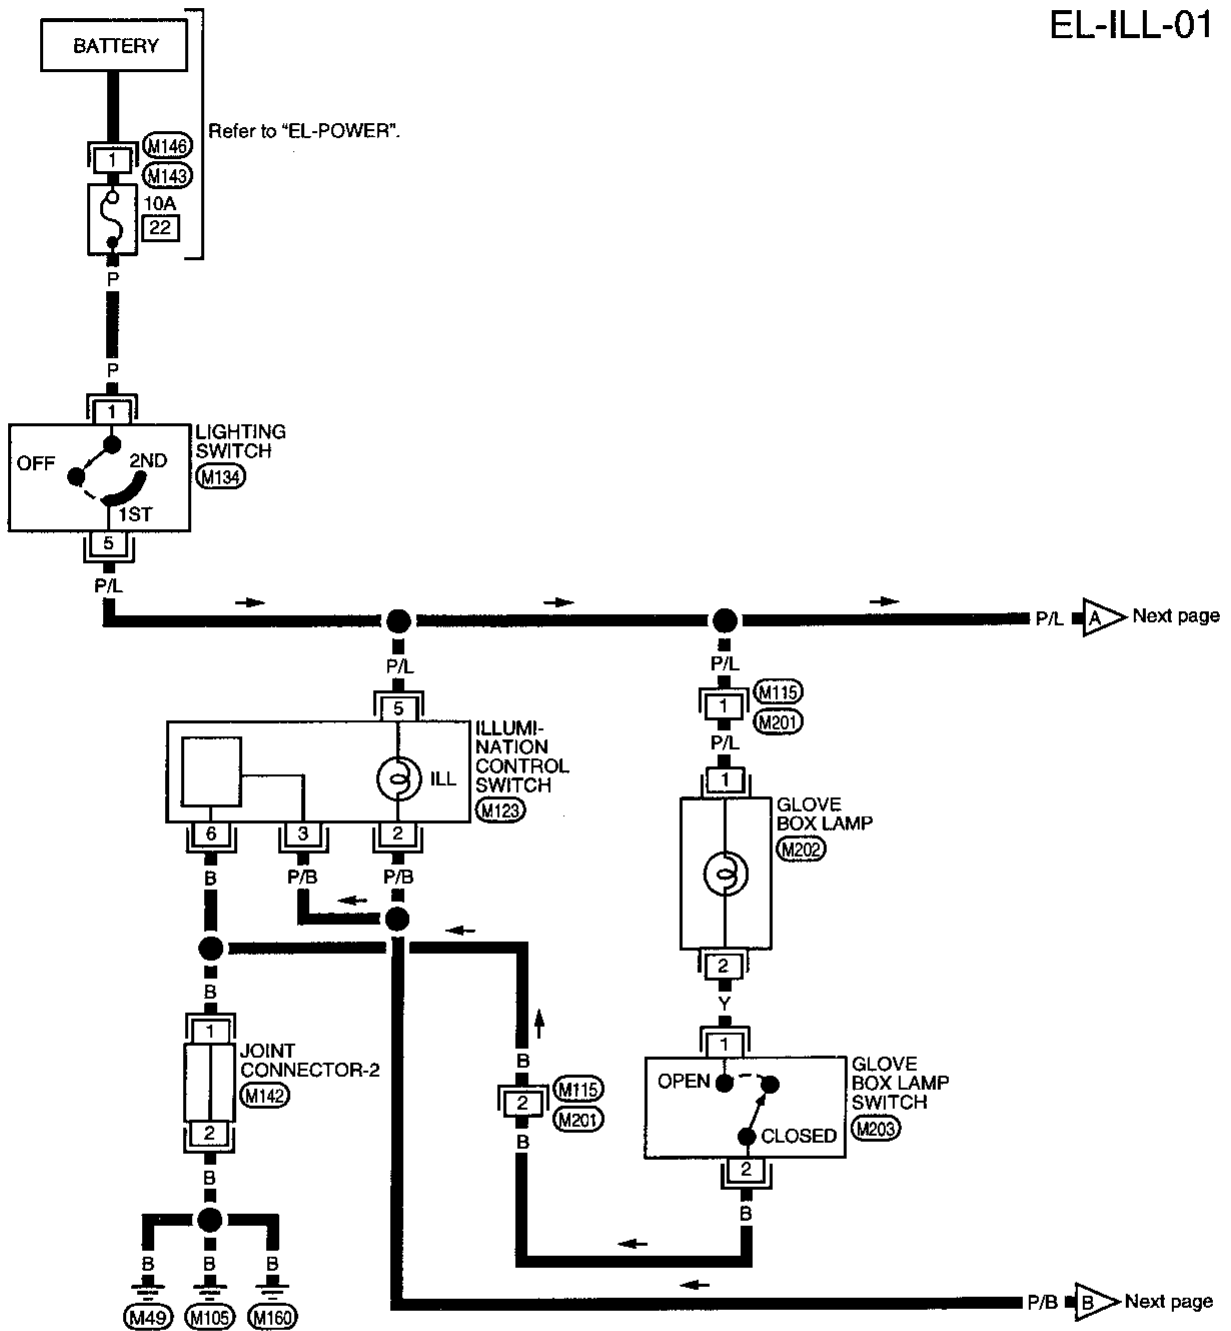 EL-ILL-01
BATTERY
Refer to "EL-POWER".
1
M146
M143
10A
22
P
P
1
LIGHTING
SWITCH
M134
OFF
2ND
1ST
5
P/L
P/L
A
Next page
P/L
5
ILLUMI-
NATION
CONTROL
SWITCH
M123
ILL
6
3
2
B
P/B
P/B
P/L
1
M115
M201
P/L
1
GLOVE
BOX LAMP
M202
2
Y
1
GLOVE
BOX LAMP
SWITCH
M203
OPEN
CLOSED
2
B
B
2
M115
M201
B
B
1
JOINT
CONNECTOR-2
M142
2
B
B
B
B
M49
M105
M160
P/B
B
Next page